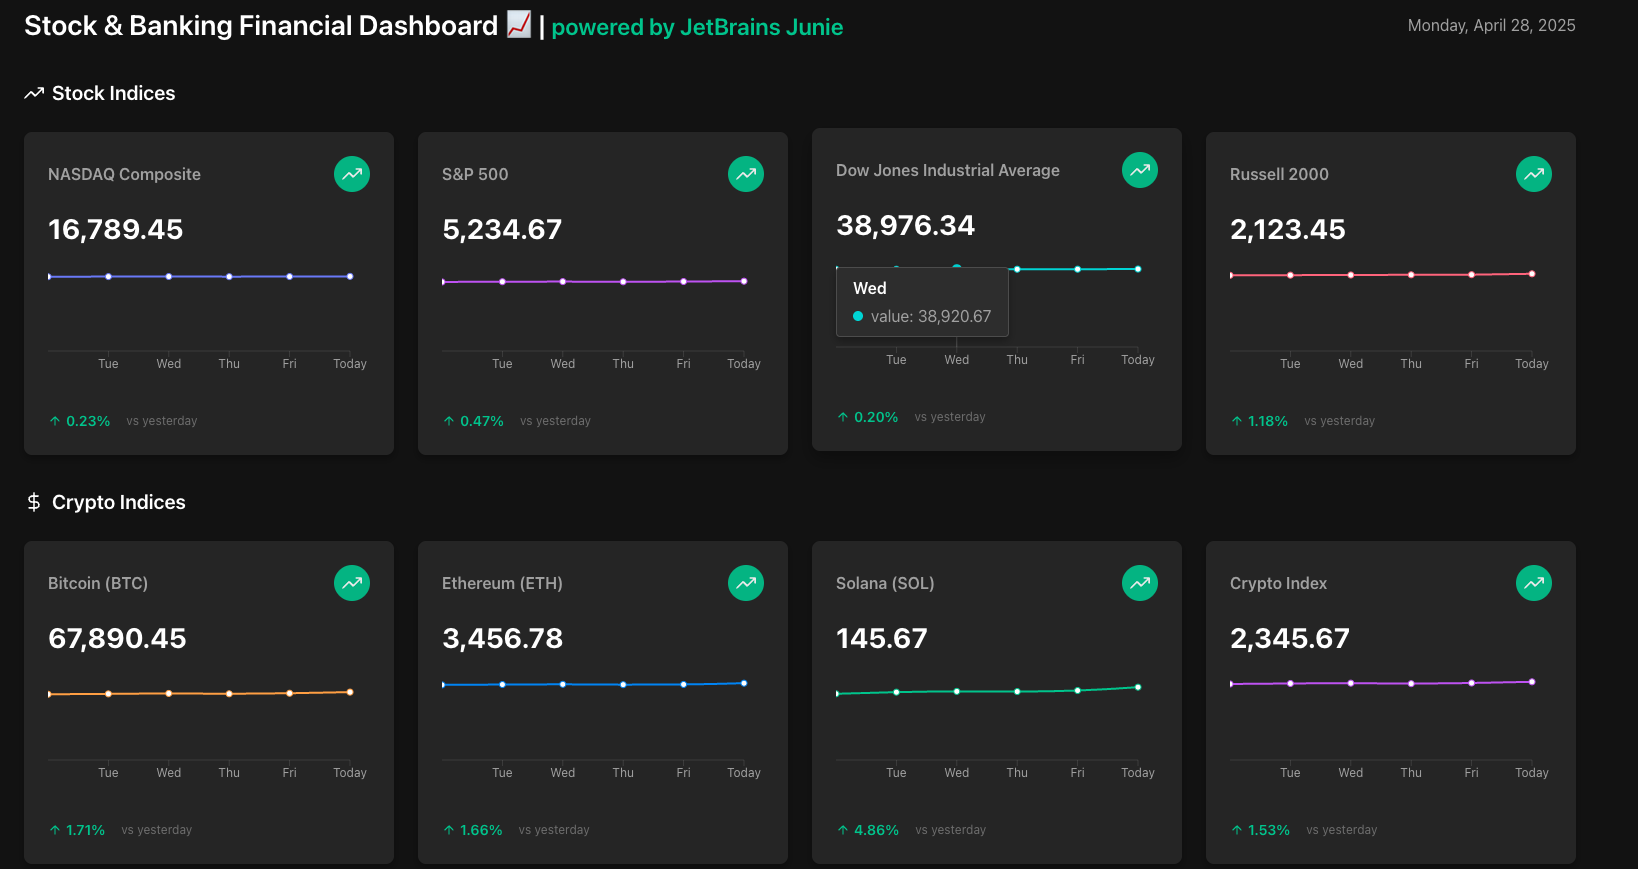 Stock & Banking Financial Dashboard 📈 | powered by JetBrains Junie
Monday, April 28, 2025
Stock Indices
NASDAQ Composite
16,789.45
Tue Wed Thu Fri Today
↑ 0.23% vs yesterday
S&P 500
5,234.67
Tue Wed Thu Fri Today
↑ 0.47% vs yesterday
Dow Jones Industrial Average
38,976.34
Wed
value: 38,920.67
Tue Wed Thu Fri Today
↑ 0.20% vs yesterday
Russell 2000
2,123.45
Tue Wed Thu Fri Today
↑ 1.18% vs yesterday
$ Crypto Indices
Bitcoin (BTC)
67,890.45
Tue Wed Thu Fri Today
↑ 1.71% vs yesterday
Ethereum (ETH)
3,456.78
Tue Wed Thu Fri Today
↑ 1.66% vs yesterday
Solana (SOL)
145.67
Tue Wed Thu Fri Today
↑ 4.86% vs yesterday
Crypto Index
2,345.67
Tue Wed Thu Fri Today
↑ 1.53% vs yesterday